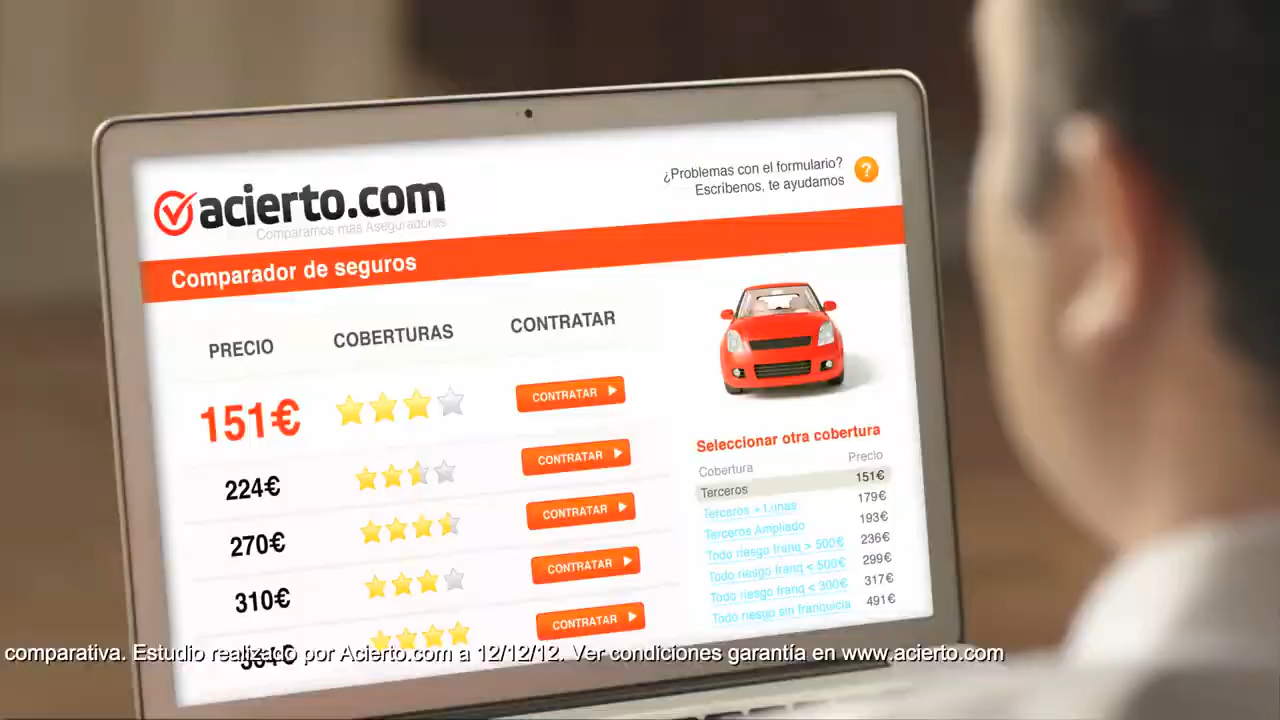 acierto.com
Comparamos más Aseguradoras
¿Problemas con el formulario?
Escríbenos, te ayudamos
?
Comparador de seguros
PRECIO COBERTURAS CONTRATAR
151€ CONTRATAR
224€ CONTRATAR
270€ CONTRATAR
310€ CONTRATAR
CONTRATAR
Seleccionar otra cobertura
Cobertura Precio
Terceros 151€
Terceros + Lunas 179€
Terceros Ampliado 193€
Todo riesgo franq > 500€ 236€
Todo riesgo franq < 500€ 299€
Todo riesgo franq < 300€ 317€
Todo riesgo sin franquicia 491€
comparativa. Estudio realizado por Acierto.com a 12/12/12. Ver condiciones garantía en www.acierto.com